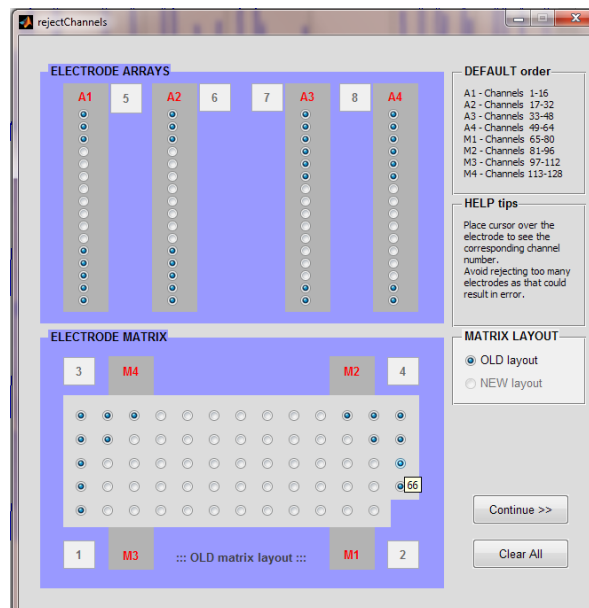 rejectChannels
ELECTRODE ARRAYS
A1 5 A2 6 7 A3 8 A4
DEFAULT order
A1 - Channels 1-16
A2 - Channels 17-32
A3 - Channels 33-48
A4 - Channels 49-64
M1 - Channels 65-80
M2 - Channels 81-96
M3 - Channels 97-112
M4 - Channels 113-128
HELP tips
Place cursor over the
electrode to see the
corresponding channel
number.
Avoid rejecting too many
electrodes as that could
result in error.
ELECTRODE MATRIX
3 M4 M2 4
66
1 M3 ::: OLD matrix layout ::: M1 2
MATRIX LAYOUT
OLD layout
NEW layout
Continue >>
Clear All